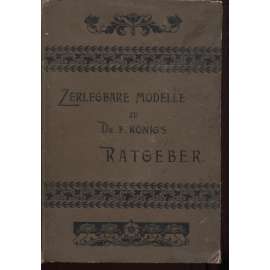 ZERLEGBARE MODELLE
ZU
DR F. KÖNIG'S
RATGEBER.